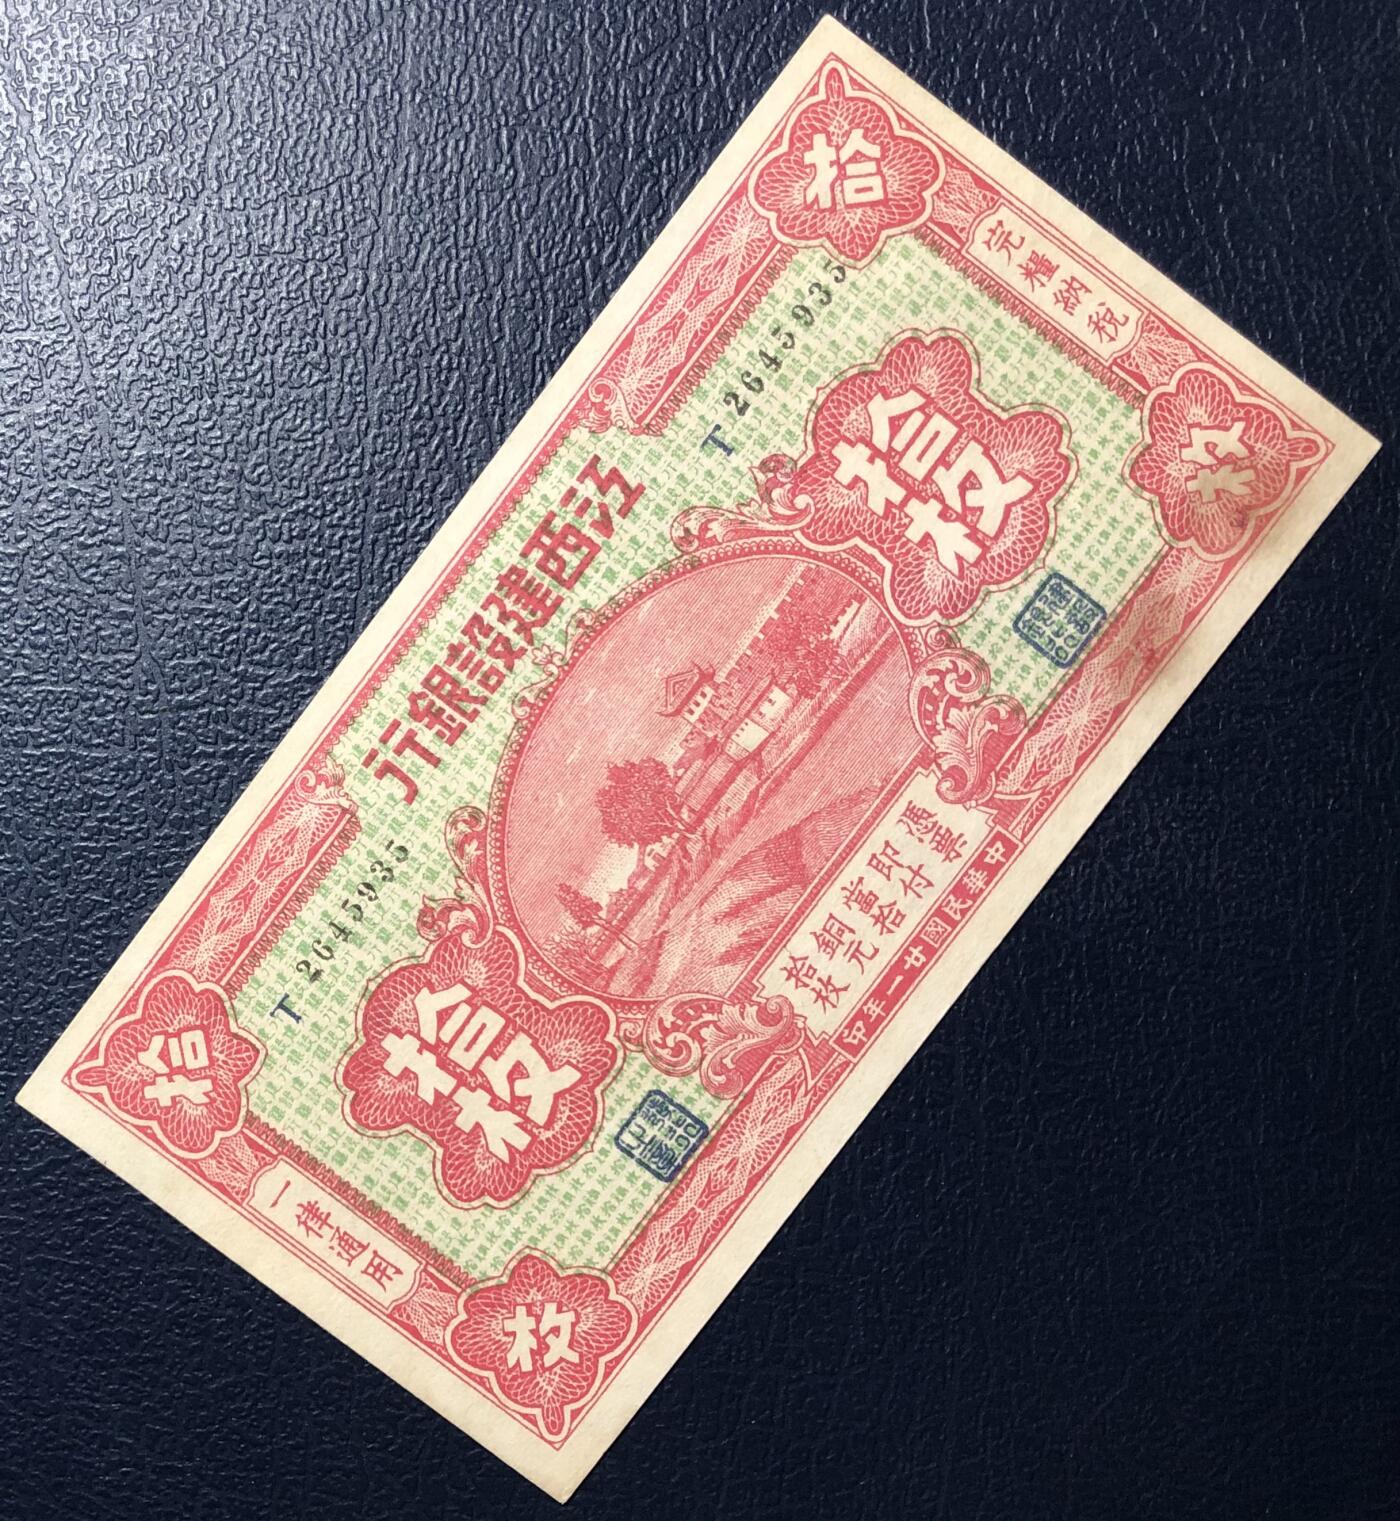 江西建設銀行
T 2645935
T 2645935
拾枚
拾枚
拾
拾
枚
枚
完糧納稅
一律通用
憑票
即付
當拾
銅元
拾枚
中華民國廿一年印